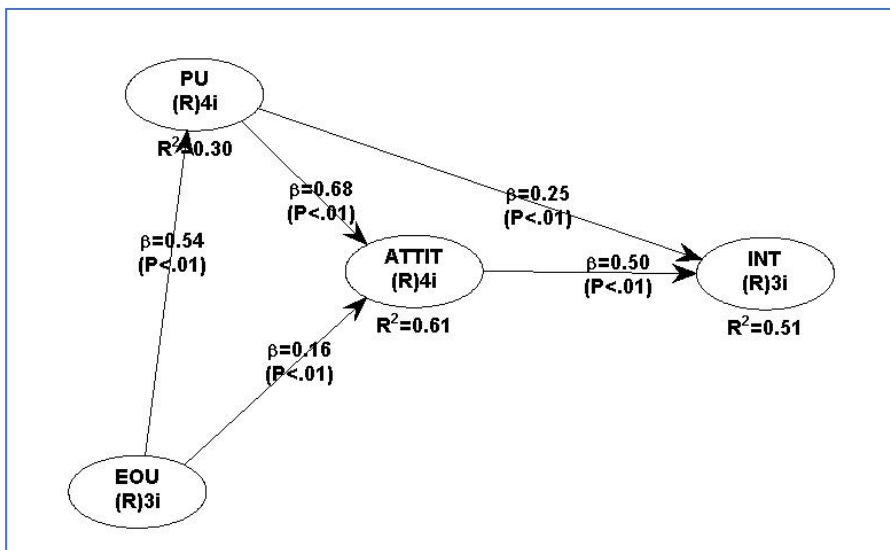 PU
(R)4i
R²=0.30
β=0.68
(P<.01)
β=0.25
(P<.01)
β=0.54
(P<.01)
ATTIT
(R)4i
R²=0.61
β=0.50
(P<.01)
INT
(R)3i
R²=0.51
β=0.16
(P<.01)
EOU
(R)3i